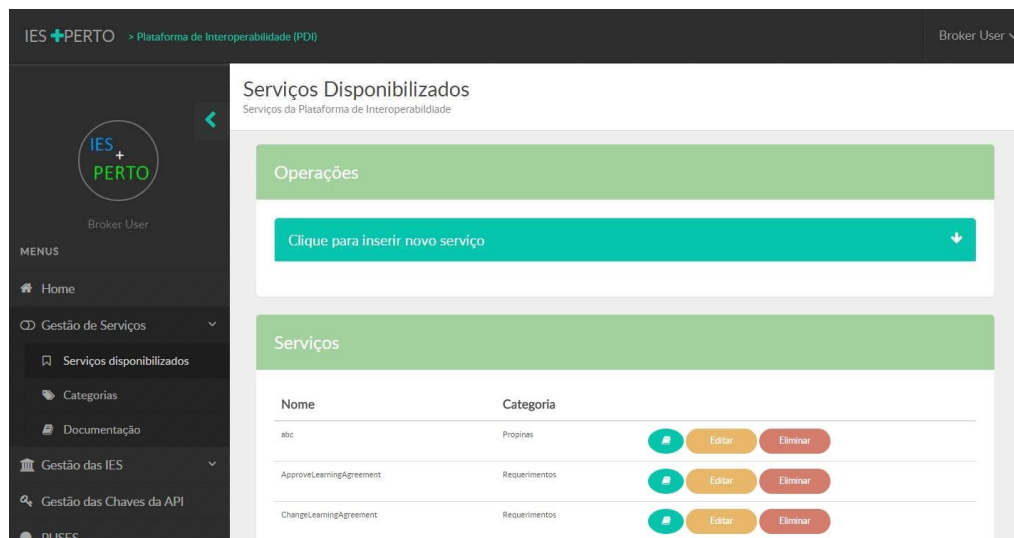 IES PERTO > Plataforma de Interoperabilidade (PDI)
Broker User
IES
+
PERTO
Broker User
MENUS
Home
Gestão de Serviços
Serviços disponibilizados
Categorias
Documentação
Gestão das IES
Gestão das Chaves da API
Serviços Disponibilizados
Serviços da Plataforma de Interoperabildiade
Operações
Clique para inserir novo serviço
Serviços
Nome Categoria
abc Propinas Editar Eliminar
ApproveLearningAgreement Requerimentos Editar Eliminar
ChangeLearningAgreement Requerimentos Editar Eliminar